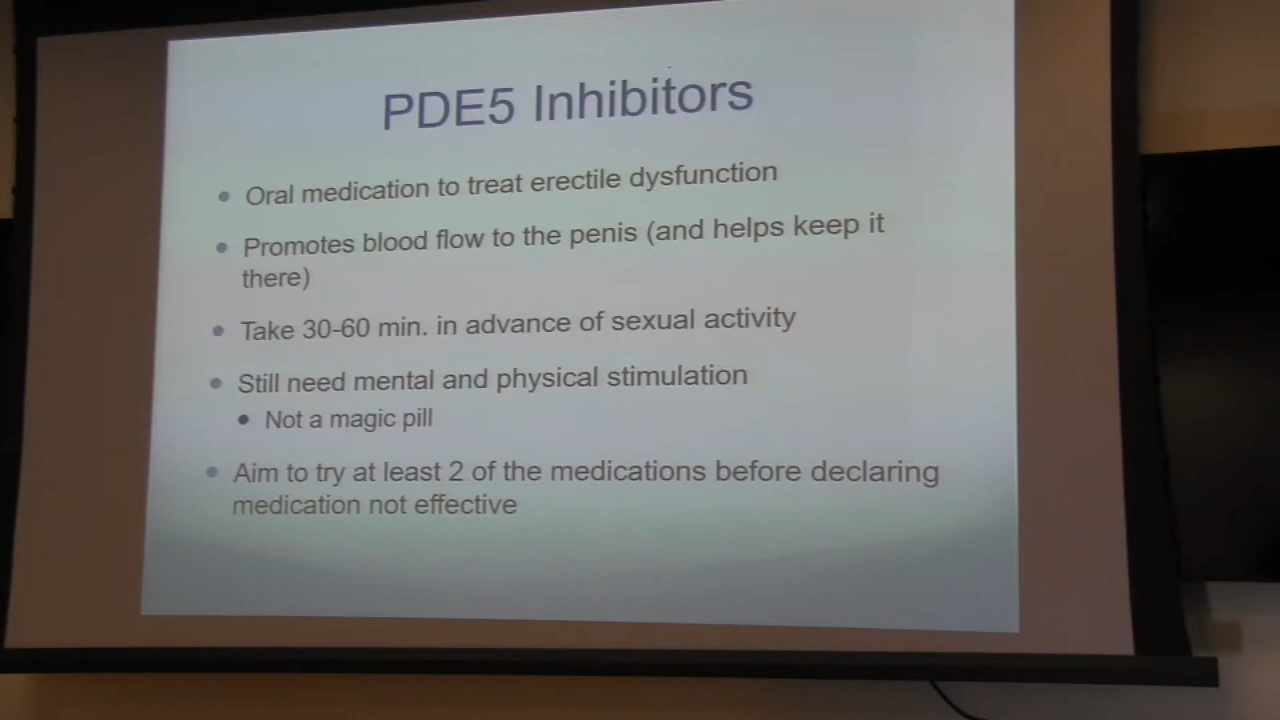 PDE5 Inhibitors
• Oral medication to treat erectile dysfunction
• Promotes blood flow to the penis (and helps keep it
there)
• Take 30-60 min. in advance of sexual activity
• Still need mental and physical stimulation
• Not a magic pill
• Aim to try at least 2 of the medications before declaring
medication not effective